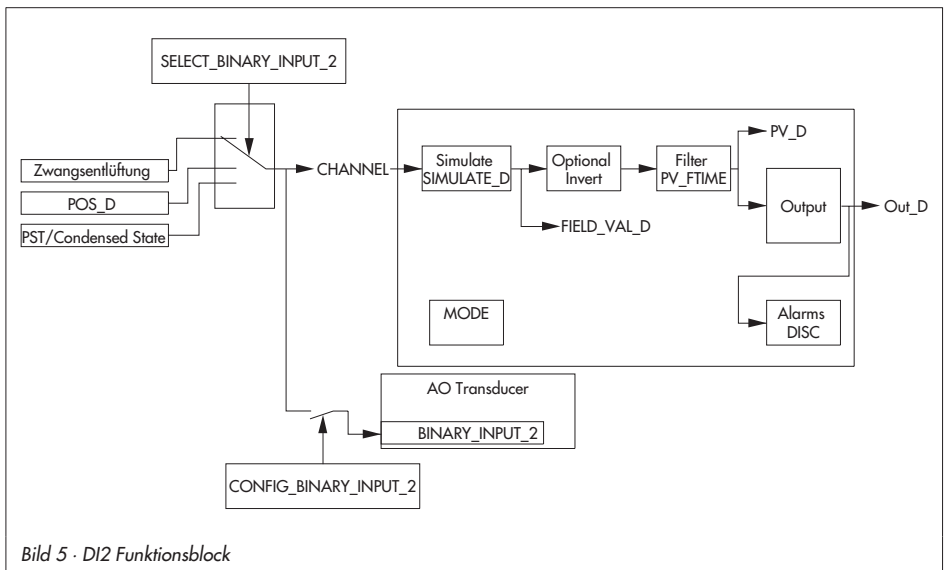 SELECT_BINARY_INPUT_2
Zwangsentlüftung
POS_D
PST/Condensed State
CHANNEL
Simulate
SIMULATE_D
Optional
Invert
Filter
PV_FTIME
PV_D
Output
Out_D
FIELD_VAL_D
MODE
Alarms
DISC
AO Transducer
BINARY_INPUT_2
CONFIG_BINARY_INPUT_2
Bild 5 · DI2 Funktionsblock